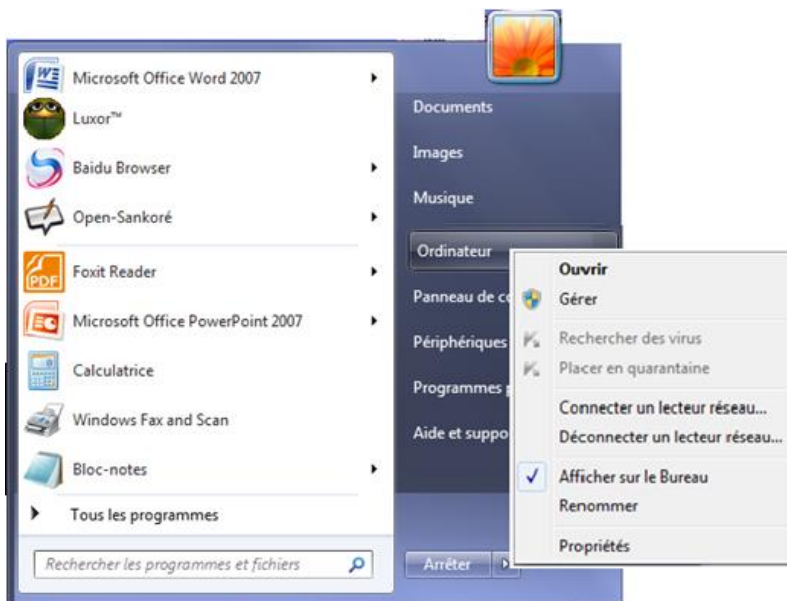 Microsoft Office Word 2007
Luxor™
Baidu Browser
Open-Sankoré
Foxit Reader
PDF
Microsoft Office PowerPoint 2007
Calculatrice
Windows Fax and Scan
Bloc-notes
Tous les programmes
Rechercher les programmes et fichiers
Documents
Images
Musique
Ordinateur
Panneau de
Périphériques
Programmes
Aide et suppo
Arrêter
Ouvrir
Gérer
Rechercher des virus
Placer en quarantaine
Connecter un lecteur réseau...
Déconnecter un lecteur réseau...
Afficher sur le Bureau
Renommer
Propriétés